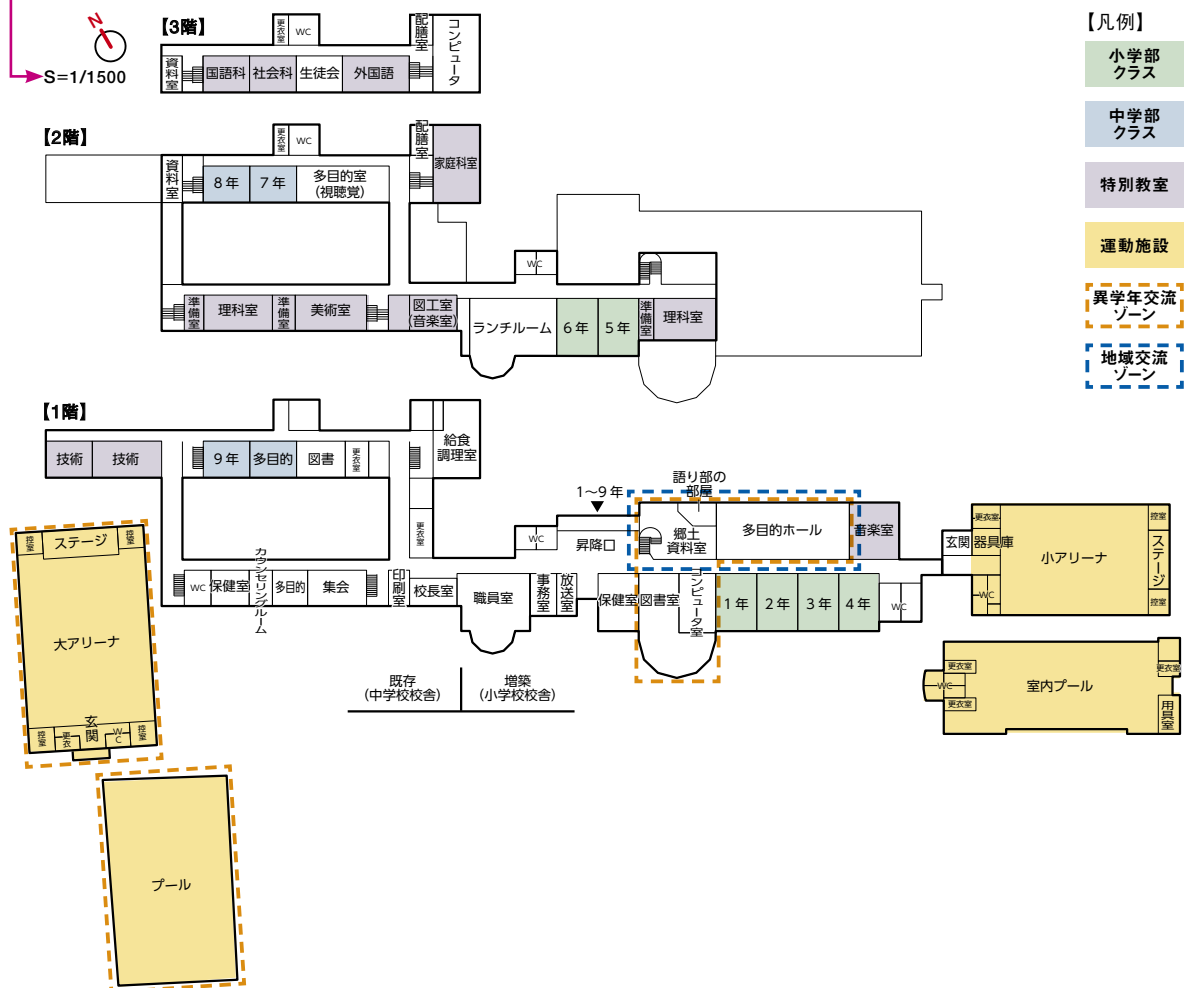 N
S=1/1500
【3階】
更衣室
WC
配膳室
コンピュータ
資料室
国語科
社会科
生徒会
外国語
【2階】
更衣室
WC
配膳室
家庭科室
資料室
8年
7年
多目的室
(視聴覚)
WC
準備室
理科室
準備室
美術室
図工室
(音楽室)
ランチルーム
6年
5年
準備室
理科室
【1階】
技術
技術
9年
多目的
図書
更衣室
給食
調理室
更衣室
WC
1～9年
昇降口
語り部の
部屋
郷土
資料室
多目的ホール
音楽室
WC
保健室
カウンセリングルーム
多目的
集会
印刷室
校長室
職員室
事務室
放送室
保健室
図書室
コンピュータ室
1年
2年
3年
4年
WC
既存
(中学校校舎)
増築
(小学校校舎)
控室
ステージ
控室
大アリーナ
控室
更衣
玄関
WC
控室
プール
更衣室
玄関
器具庫
WC
小アリーナ
控室
ステージ
控室
更衣室
WC
更衣室
室内プール
更衣室
用具室
【凡例】
小学部
クラス
中学部
クラス
特別教室
運動施設
異学年交流
ゾーン
地域交流
ゾーン